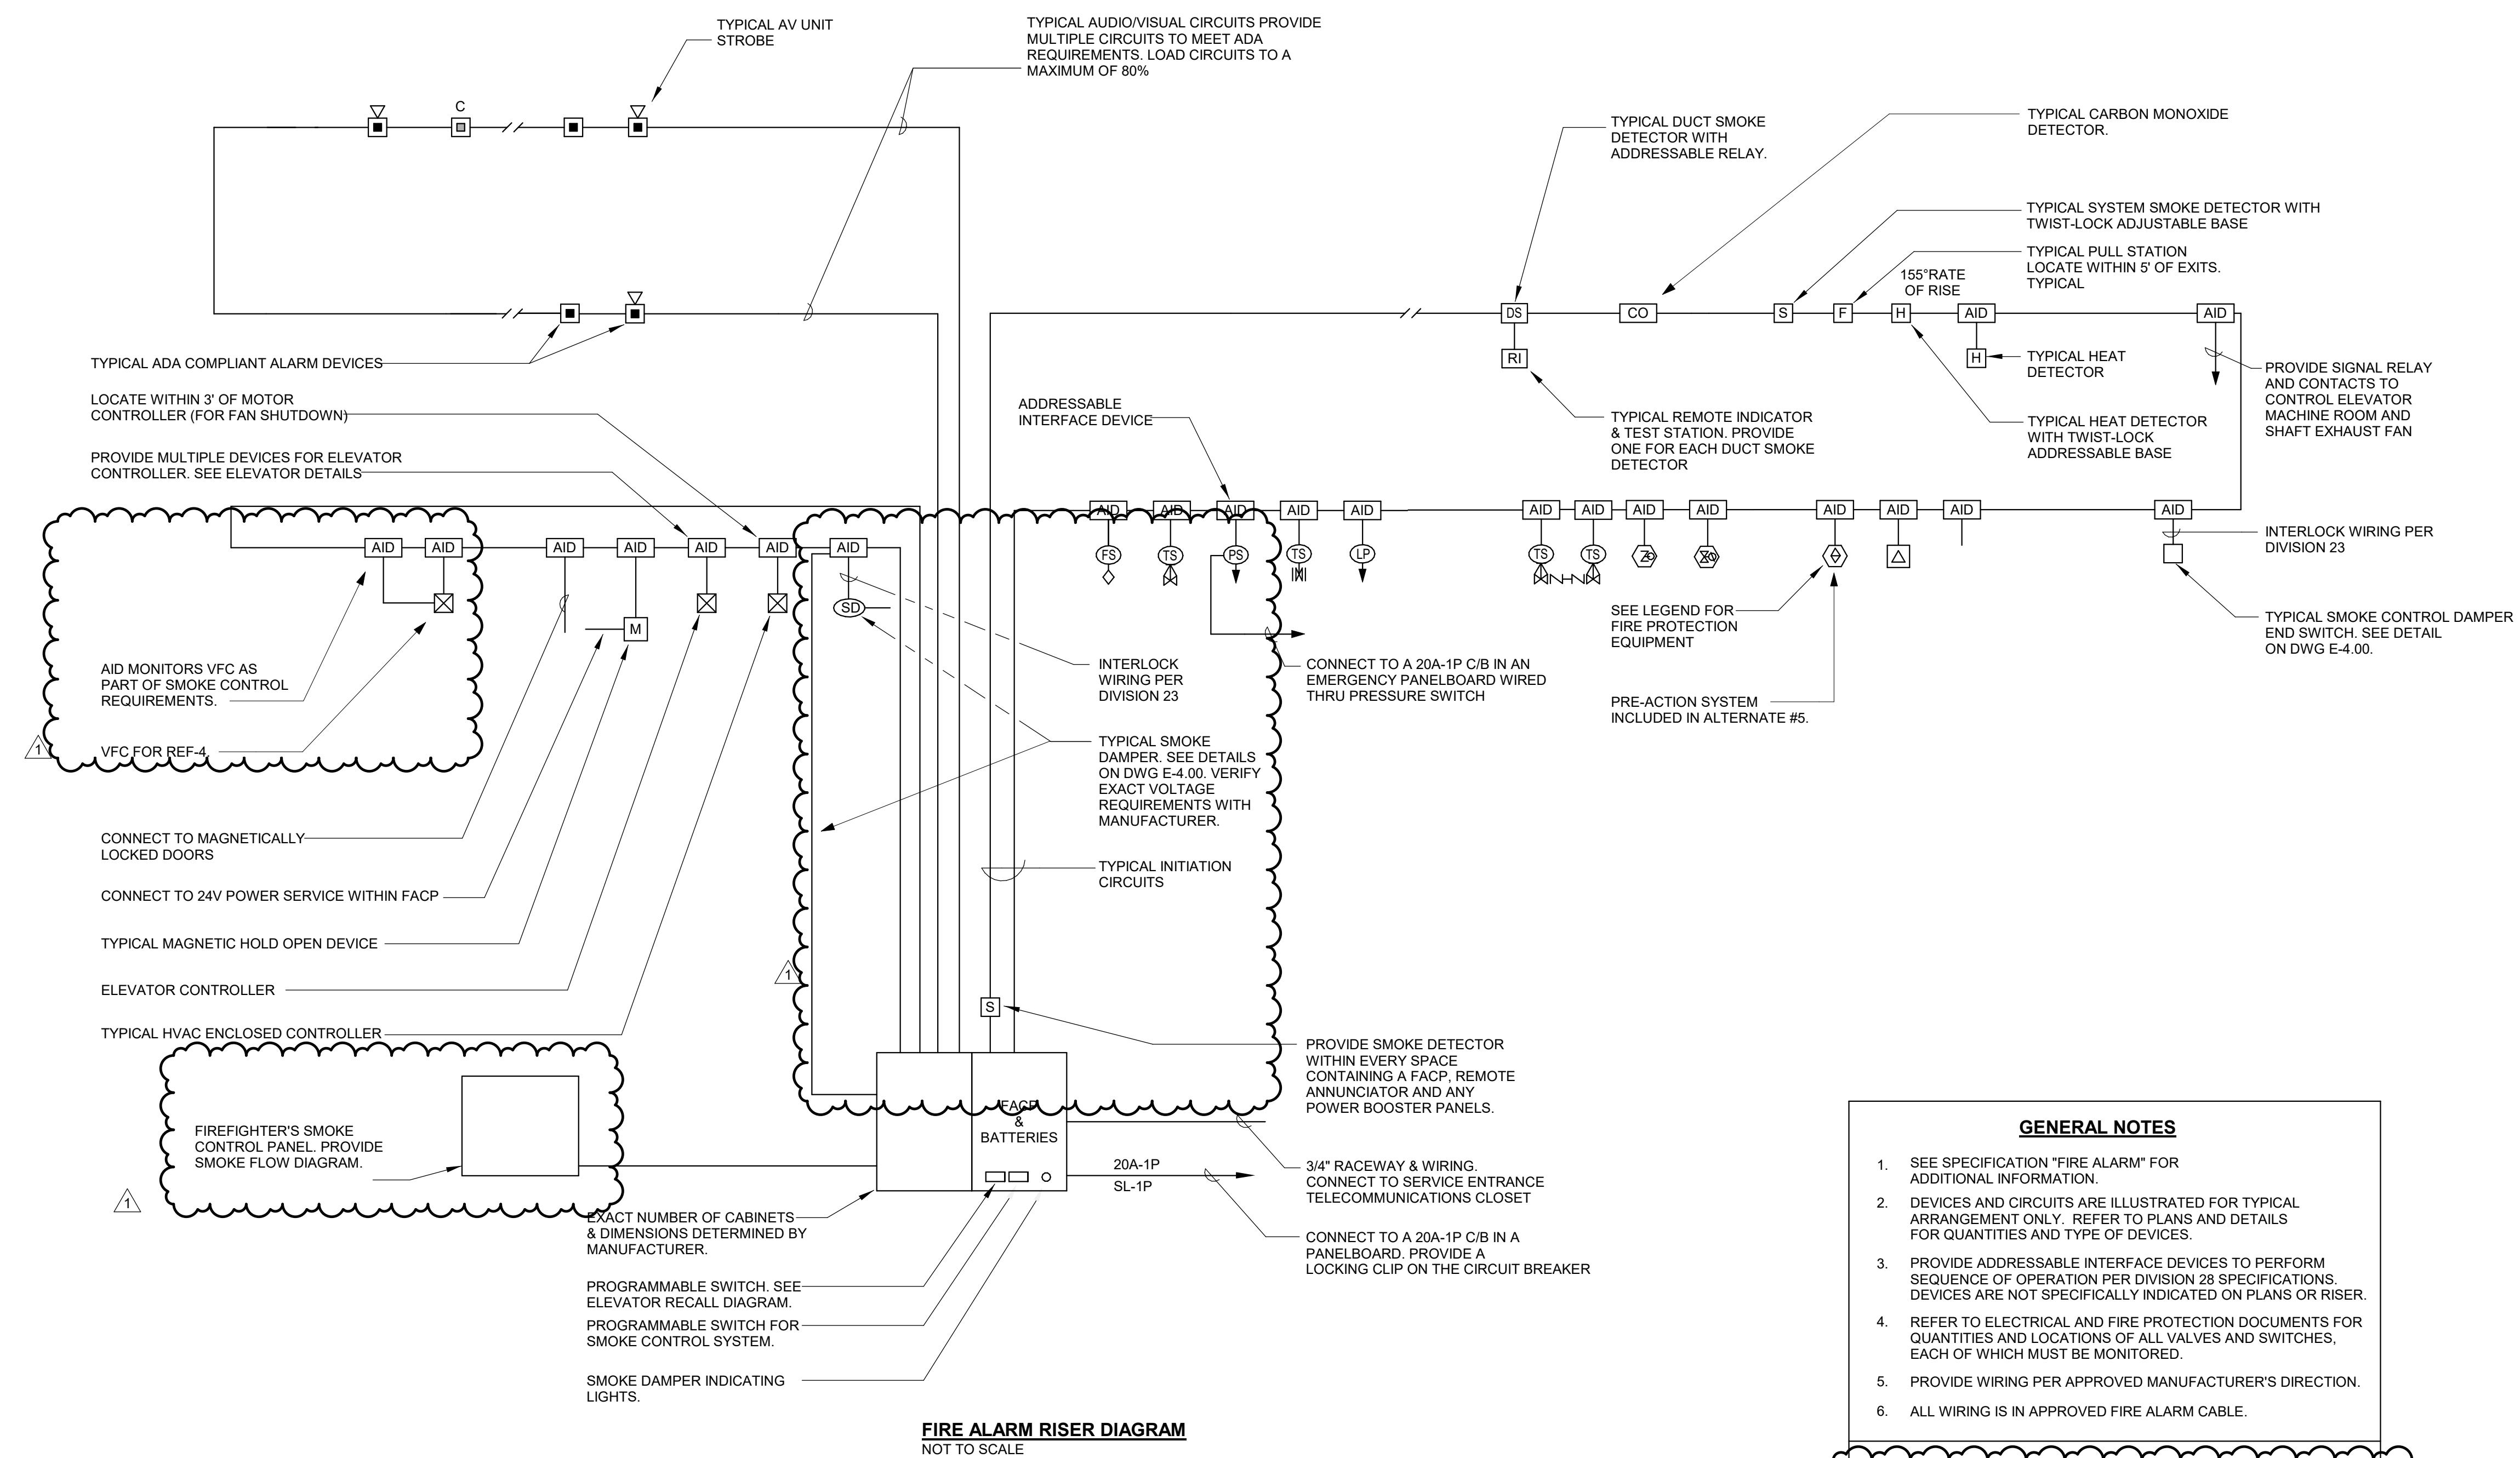 TYPICAL AV UNIT
STROBE
TYPICAL AUDIO/VISUAL CIRCUITS PROVIDE
MULTIPLE CIRCUITS TO MEET ADA
REQUIREMENTS. LOAD CIRCUITS TO A
MAXIMUM OF 80%
C
TYPICAL DUCT SMOKE
DETECTOR WITH
ADDRESSABLE RELAY.
TYPICAL CARBON MONOXIDE
DETECTOR.
TYPICAL SYSTEM SMOKE DETECTOR WITH
TWIST-LOCK ADJUSTABLE BASE
TYPICAL PULL STATION
LOCATE WITHIN 5' OF EXITS.
TYPICAL
155°RATE
OF RISE
DS
CO
S
F
H
AID
AID
RI
H
TYPICAL HEAT
DETECTOR
PROVIDE SIGNAL RELAY
AND CONTACTS TO
CONTROL ELEVATOR
MACHINE ROOM AND
SHAFT EXHAUST FAN
TYPICAL ADA COMPLIANT ALARM DEVICES
LOCATE WITHIN 3' OF MOTOR
CONTROLLER (FOR FAN SHUTDOWN)
PROVIDE MULTIPLE DEVICES FOR ELEVATOR
CONTROLLER. SEE ELEVATOR DETAILS
ADDRESSABLE
INTERFACE DEVICE
TYPICAL REMOTE INDICATOR
& TEST STATION. PROVIDE
ONE FOR EACH DUCT SMOKE
DETECTOR
TYPICAL HEAT DETECTOR
WITH TWIST-LOCK
ADDRESSABLE BASE
AID
AID
AID
AID
AID
AID
AID
AID
AID
AID
AID
AID
AID
FS
TS
PS
TS
LP
TS
TS
INTERLOCK WIRING PER
DIVISION 23
AID
AID
AID
AID
AID
AID
AID
SD
M
AID MONITORS VFC AS
PART OF SMOKE CONTROL
REQUIREMENTS.
VFC FOR REF-4
1
INTERLOCK
WIRING PER
DIVISION 23
CONNECT TO A 20A-1P C/B IN AN
EMERGENCY PANELBOARD WIRED
THRU PRESSURE SWITCH
SEE LEGEND FOR
FIRE PROTECTION
EQUIPMENT
PRE-ACTION SYSTEM
INCLUDED IN ALTERNATE #5.
TYPICAL SMOKE CONTROL DAMPER
END SWITCH. SEE DETAIL
ON DWG E-4.00.
TYPICAL SMOKE
DAMPER. SEE DETAILS
ON DWG E-4.00. VERIFY
EXACT VOLTAGE
REQUIREMENTS WITH
MANUFACTURER.
CONNECT TO MAGNETICALLY
LOCKED DOORS
CONNECT TO 24V POWER SERVICE WITHIN FACP
TYPICAL MAGNETIC HOLD OPEN DEVICE
ELEVATOR CONTROLLER
TYPICAL HVAC ENCLOSED CONTROLLER
TYPICAL INITIATION
CIRCUITS
1
S
PROVIDE SMOKE DETECTOR
WITHIN EVERY SPACE
CONTAINING A FACP, REMOTE
ANNUNCIATOR AND ANY
POWER BOOSTER PANELS.
FIREFIGHTER'S SMOKE
CONTROL PANEL. PROVIDE
SMOKE FLOW DIAGRAM.
1
FACP
&
BATTERIES
20A-1P
SL-1P
3/4" RACEWAY & WIRING.
CONNECT TO SERVICE ENTRANCE
TELECOMMUNICATIONS CLOSET
CONNECT TO A 20A-1P C/B IN A
PANELBOARD. PROVIDE A
LOCKING CLIP ON THE CIRCUIT BREAKER
EXACT NUMBER OF CABINETS
& DIMENSIONS DETERMINED BY
MANUFACTURER.
PROGRAMMABLE SWITCH. SEE
ELEVATOR RECALL DIAGRAM.
PROGRAMMABLE SWITCH FOR
SMOKE CONTROL SYSTEM.
SMOKE DAMPER INDICATING
LIGHTS.
FIRE ALARM RISER DIAGRAM
NOT TO SCALE
GENERAL NOTES
1. SEE SPECIFICATION "FIRE ALARM" FOR
ADDITIONAL INFORMATION.
2. DEVICES AND CIRCUITS ARE ILLUSTRATED FOR TYPICAL
ARRANGEMENT ONLY. REFER TO PLANS AND DETAILS
FOR QUANTITIES AND TYPE OF DEVICES.
3. PROVIDE ADDRESSABLE INTERFACE DEVICES TO PERFORM
SEQUENCE OF OPERATION PER DIVISION 28 SPECIFICATIONS.
DEVICES ARE NOT SPECIFICALLY INDICATED ON PLANS OR RISER.
4. REFER TO ELECTRICAL AND FIRE PROTECTION DOCUMENTS FOR
QUANTITIES AND LOCATIONS OF ALL VALVES AND SWITCHES,
EACH OF WHICH MUST BE MONITORED.
5. PROVIDE WIRING PER APPROVED MANUFACTURER'S DIRECTION.
6. ALL WIRING IS IN APPROVED FIRE ALARM CABLE.